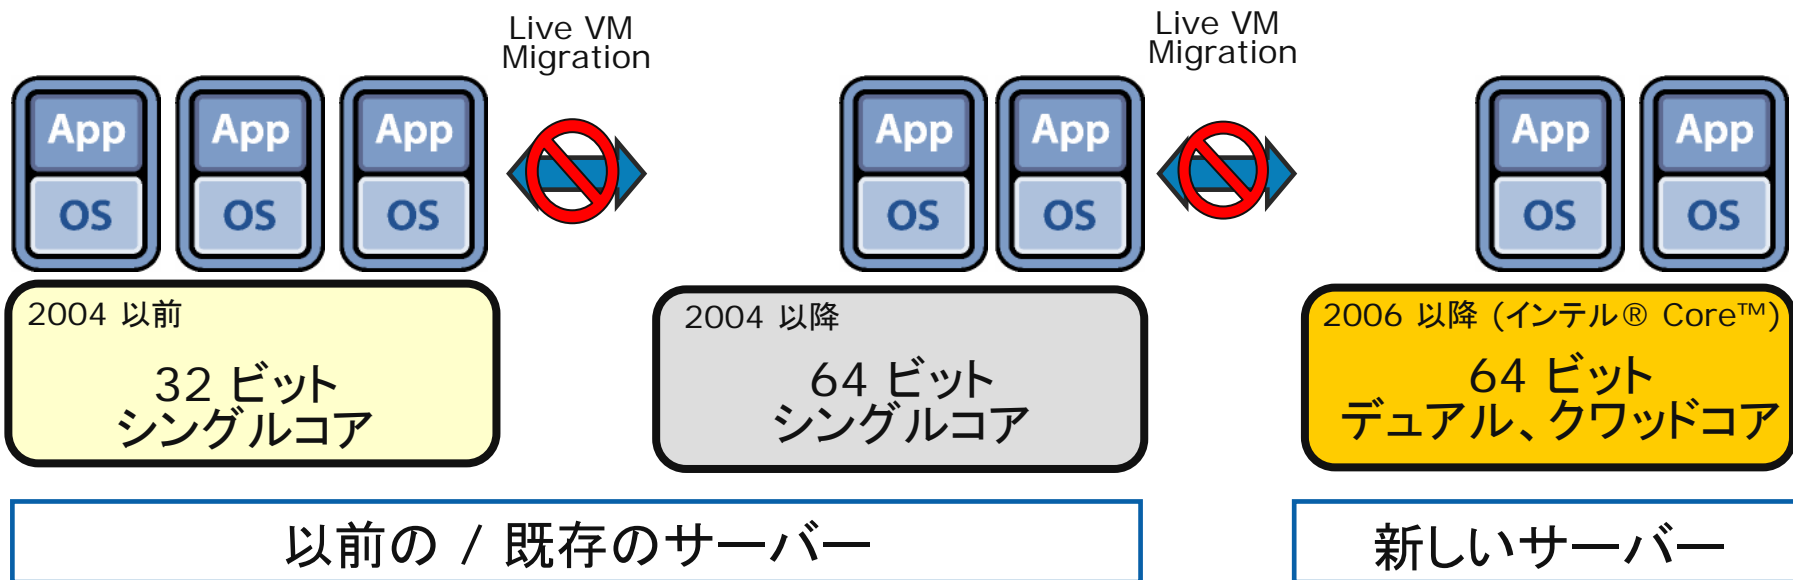 Live VM
Migration
Live VM
Migration
App
App
App
App
App
App
App
OS
OS
OS
OS
OS
OS
OS
2004 以前
32 ビット
シングルコア
2004 以降
64 ビット
シングルコア
2006 以降 (インテル® Core™)
64 ビット
デュアル、クワッドコア
以前の / 既存のサーバー
新しいサーバー